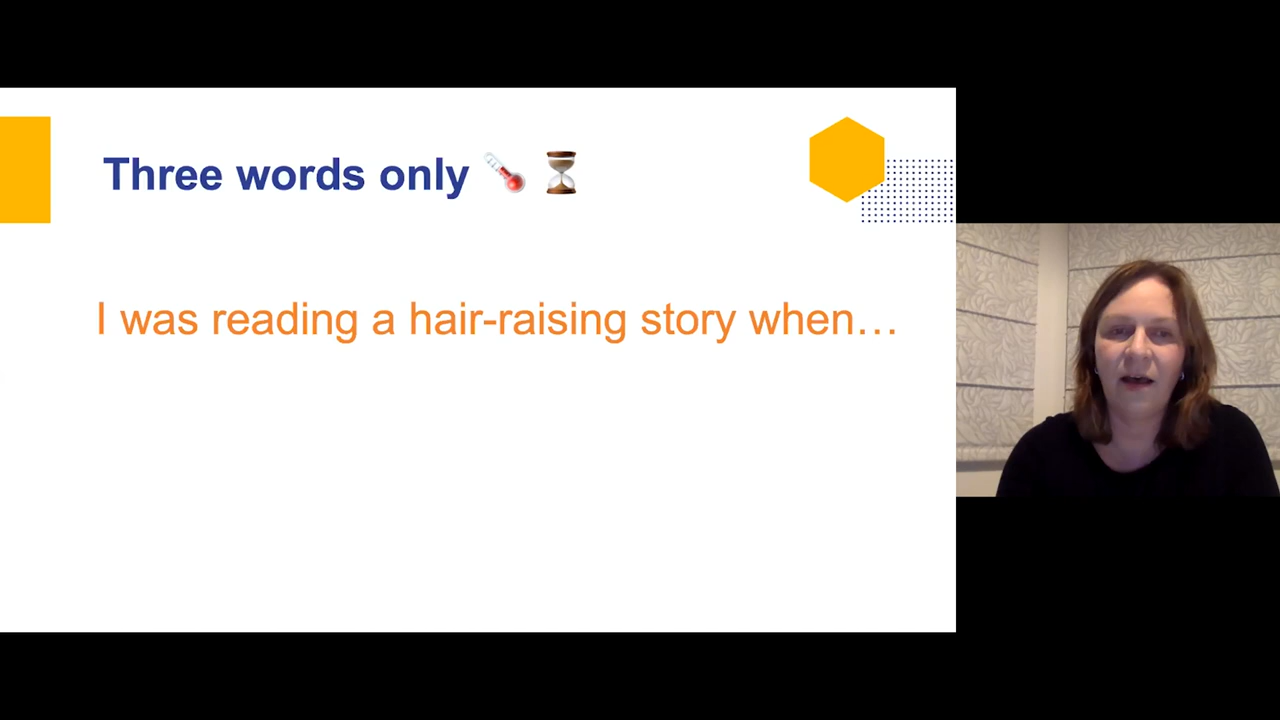 Three words only
I was reading a hair-raising story when…